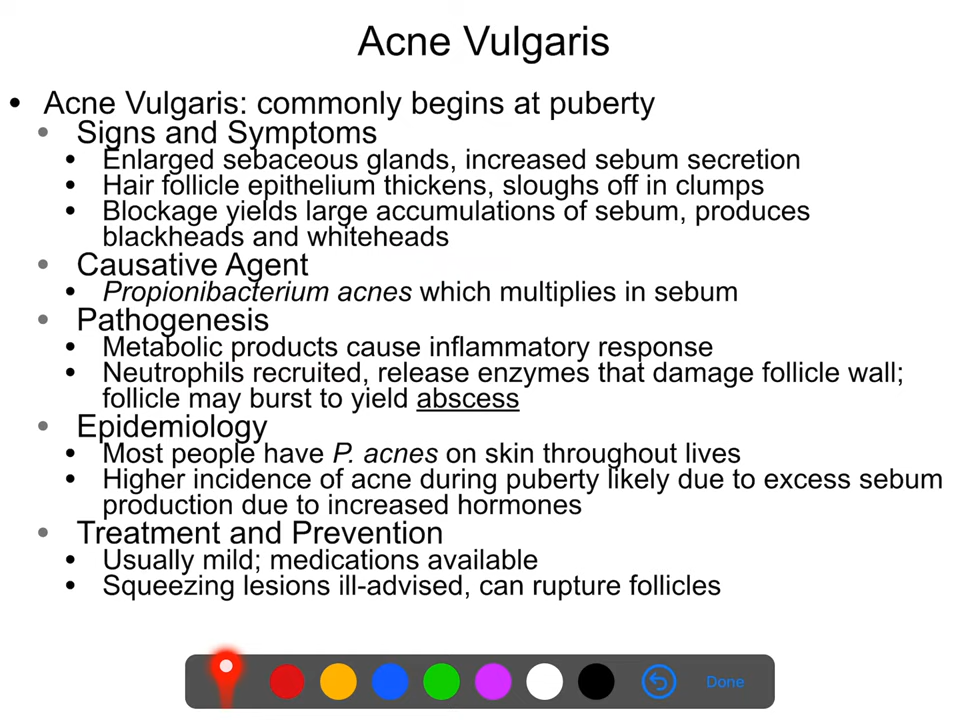 Acne Vulgaris
• Acne Vulgaris: commonly begins at puberty
• Signs and Symptoms
• Enlarged sebaceous glands, increased sebum secretion
• Hair follicle epithelium thickens, sloughs off in clumps
• Blockage yields large accumulations of sebum, produces
blackheads and whiteheads
• Causative Agent
• Propionibacterium acnes which multiplies in sebum
• Pathogenesis
• Metabolic products cause inflammatory response
• Neutrophils recruited, release enzymes that damage follicle wall;
follicle may burst to yield abscess
• Epidemiology
• Most people have P. acnes on skin throughout lives
• Higher incidence of acne during puberty likely due to excess sebum
production due to increased hormones
• Treatment and Prevention
• Usually mild; medications available
• Squeezing lesions ill-advised, can rupture follicles
Done